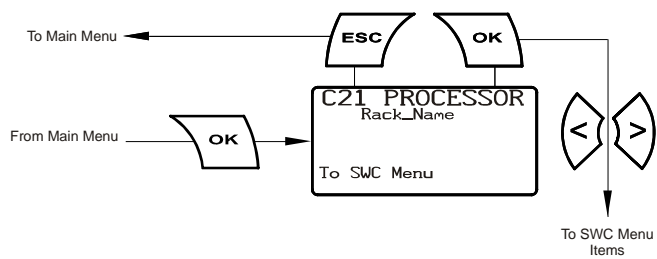 To Main Menu
ESC
OK
C21 PROCESSOR
Rack_Name
From Main Menu
OK
< >
To SWC Menu
To SWC Menu
Items